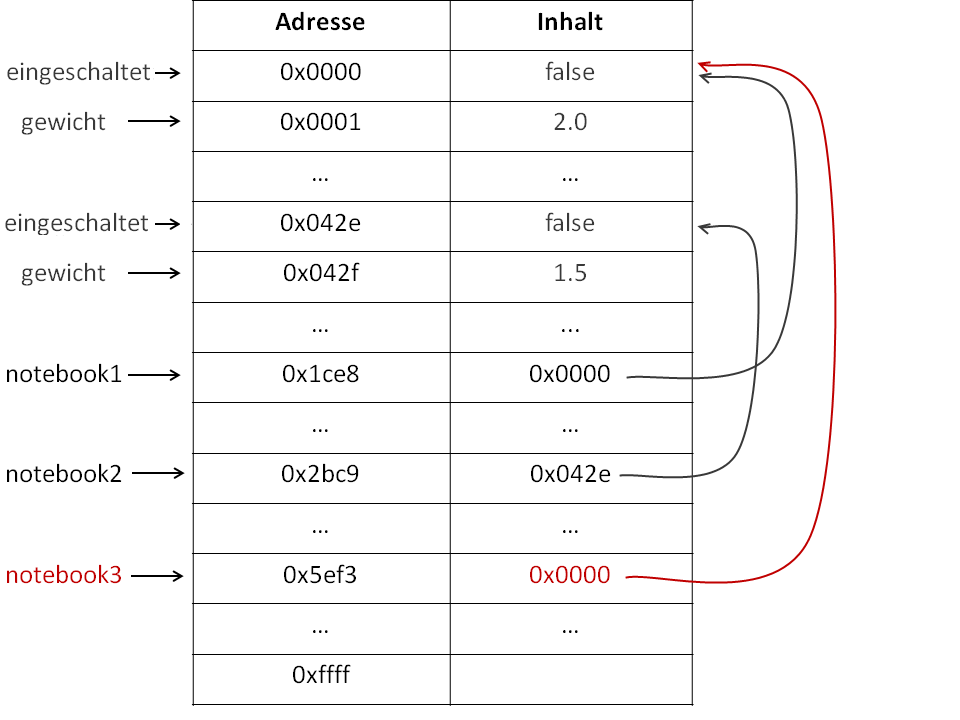 Adresse Inhalt
eingeschaltet 0x0000 false
gewicht 0x0001 2.0
... ...
eingeschaltet 0x042e false
gewicht 0x042f 1.5
... ...
notebook1 0x1ce8 0x0000
... ...
notebook2 0x2bc9 0x042e
... ...
notebook3 0x5ef3 0x0000
... ...
0xffff